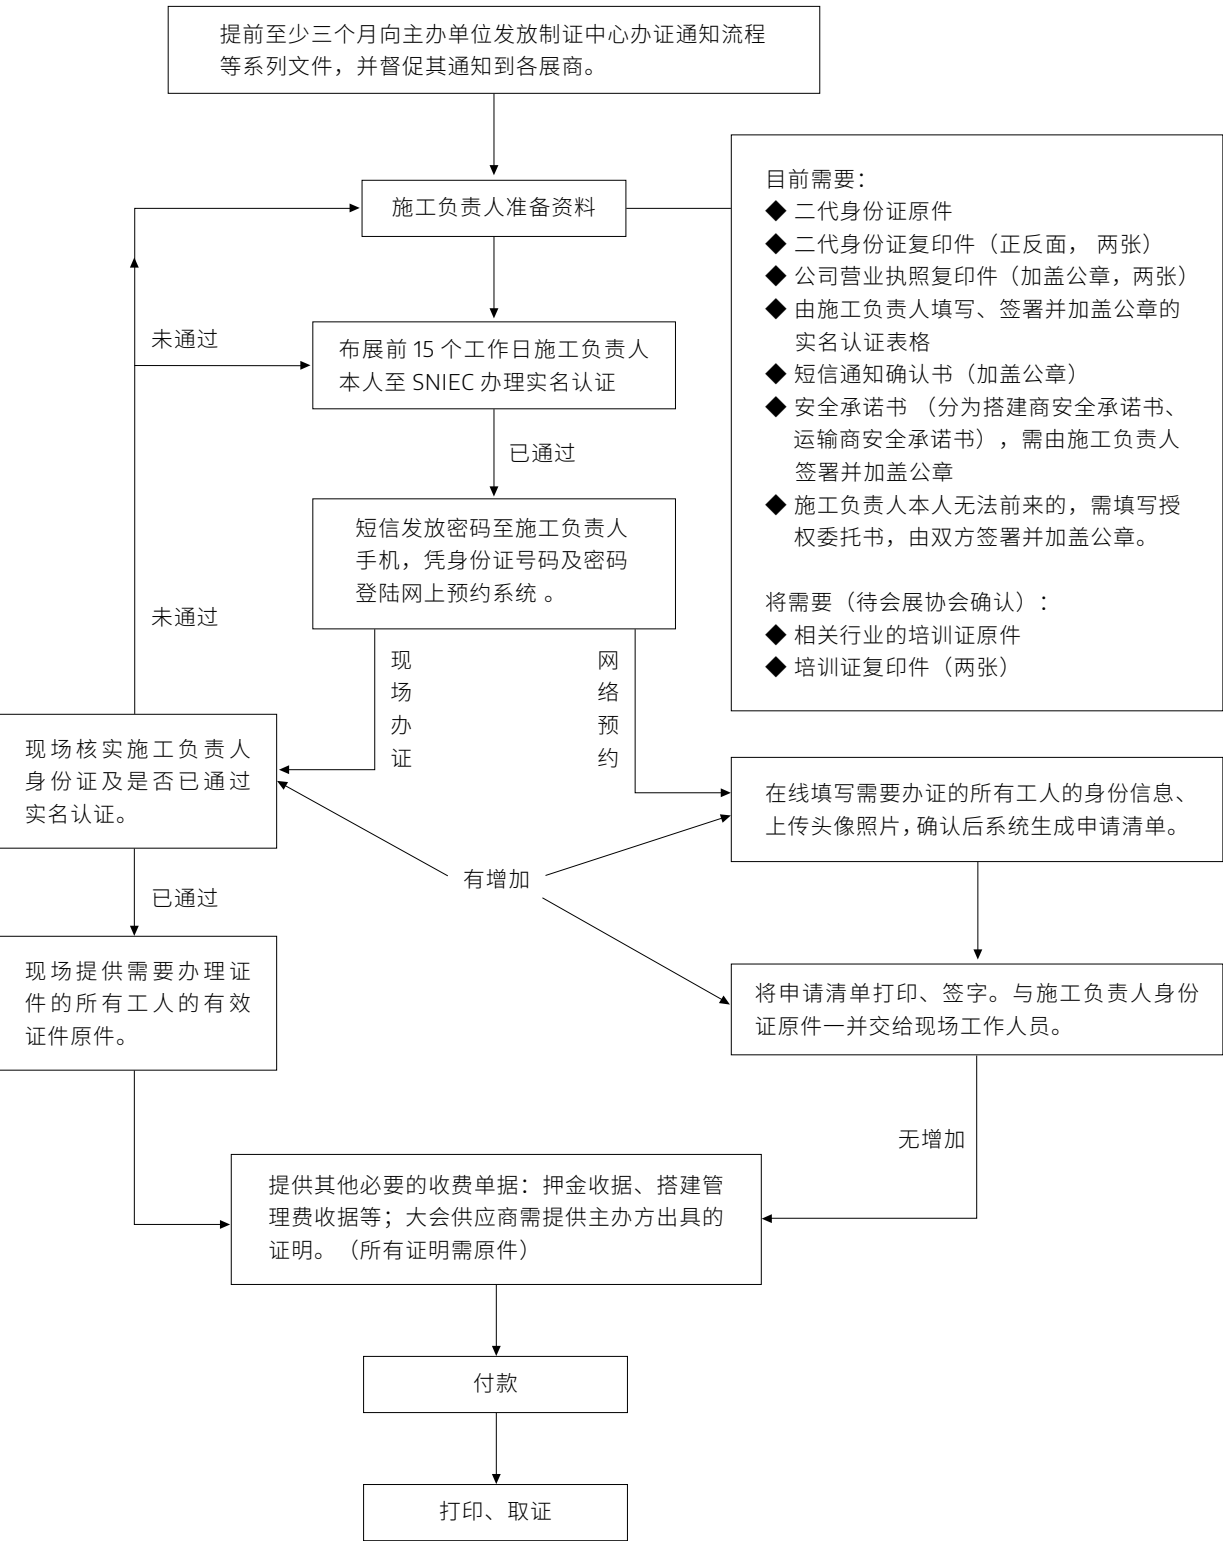 提前至少三个月向主办单位发放制证中心办证通知流程
等系列文件，并督促其通知到各展商。
施工负责人准备资料
目前需要：
◆ 二代身份证原件
◆ 二代身份证复印件（正反面， 两张）
◆ 公司营业执照复印件（加盖公章，两张）
◆ 由施工负责人填写、签署并加盖公章的
实名认证表格
◆ 短信通知确认书（加盖公章）
◆ 安全承诺书 （分为搭建商安全承诺书、
运输商安全承诺书），需由施工负责人
签署并加盖公章
◆ 施工负责人本人无法前来的，需填写授
权委托书，由双方签署并加盖公章。
将需要（待会展协会确认）：
◆ 相关行业的培训证原件
◆ 培训证复印件（两张）
未通过
布展前 15 个工作日施工负责人
本人至 SNIEC 办理实名认证
已通过
短信发放密码至施工负责人
手机，凭身份证号码及密码
登陆网上预约系统 。
未通过
现场办证
网络预约
现场核实施工负责人
身份证及是否已通过
实名认证。
在线填写需要办证的所有工人的身份信息、
上传头像照片，确认后系统生成申请清单。
有增加
已通过
现场提供需要办理证
件的所有工人的有效
证件原件。
将申请清单打印、签字。与施工负责人身份
证原件一并交给现场工作人员。
无增加
提供其他必要的收费单据：押金收据、搭建管
理费收据等；大会供应商需提供主办方出具的
证明。（所有证明需原件）
付款
打印、取证